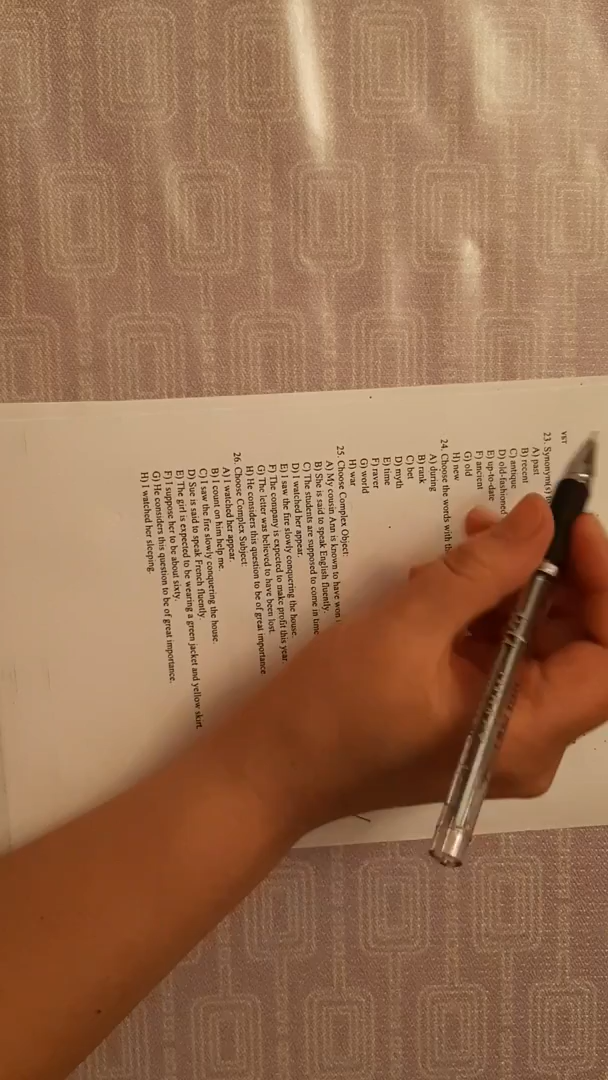 23. Synonym(s)
A) past
B) recent
C) antique
D) old-fashioned
E) up-to-date
F) ancient
G) old
H) new
24. Choose the words with
A) during
B) rank
C) bet
D) myth
E) time
F) raver
G) world
H) war
25. Choose Complex Object:
A) My cousin Ann is known to have won
B) She is said to speak English fluently.
C) The students are supposed to come in time
D) I watched her appear.
E) I saw the fire slowly conquering the house.
F) The company is expected to make profit this year.
G) The letter was believed to have been lost.
H) He considers this question to be of great importance
26. Choose Complex Subject:
A) I watched her appear.
B) I count on him help me.
C) I saw the fire slowly conquering the house.
D) Sue is said to speak French fluently.
E) The girl is expected to be wearing a green jacket and yellow skirt.
F) I suppose her to be about sixty.
G) He considers this question to be of great importance.
H) I watched her sleeping.